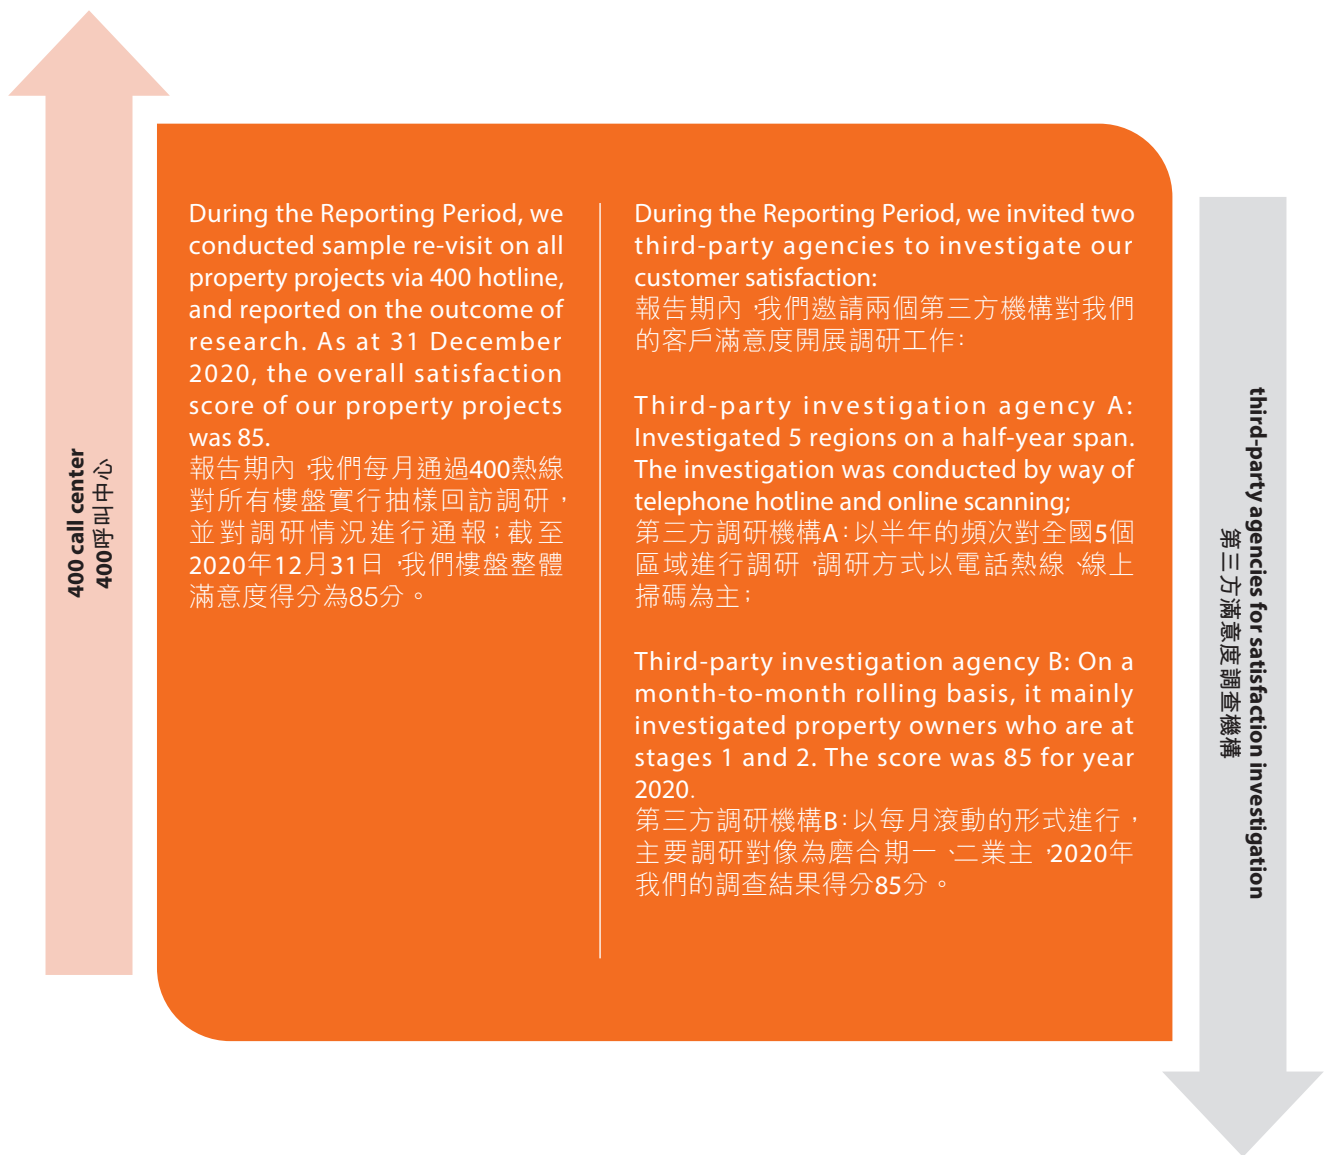 400 call center
400呼叫中心
During the Reporting Period, we
conducted sample re-visit on all
property projects via 400 hotline,
and reported on the outcome of
research. As at 31 December
2020, the overall satisfaction
score of our property projects
was 85.
報告期內，我們每月通過400熱線
對所有樓盤實行抽樣回訪調研，
並對調研情況進行通報；截至
2020年12月31日，我們樓盤整體
滿意度得分為85分。
During the Reporting Period, we invited two
third-party agencies to investigate our
customer satisfaction:
報告期內，我們邀請兩個第三方機構對我們
的客戶滿意度開展調研工作：
Third-party investigation agency A:
Investigated 5 regions on a half-year span.
The investigation was conducted by way of
telephone hotline and online scanning;
第三方調研機構A：以半年的頻次對全國5個
區域進行調研，調研方式以電話熱線、線上
掃碼為主；
Third-party investigation agency B: On a
month-to-month rolling basis, it mainly
investigated property owners who are at
stages 1 and 2. The score was 85 for year
2020.
第三方調研機構B：以每月滾動的形式進行，
主要調研對像為磨合期一、二業主，2020年
我們的調查結果得分85分。
third-party agencies for satisfaction investigation
第三方滿意度調查機構